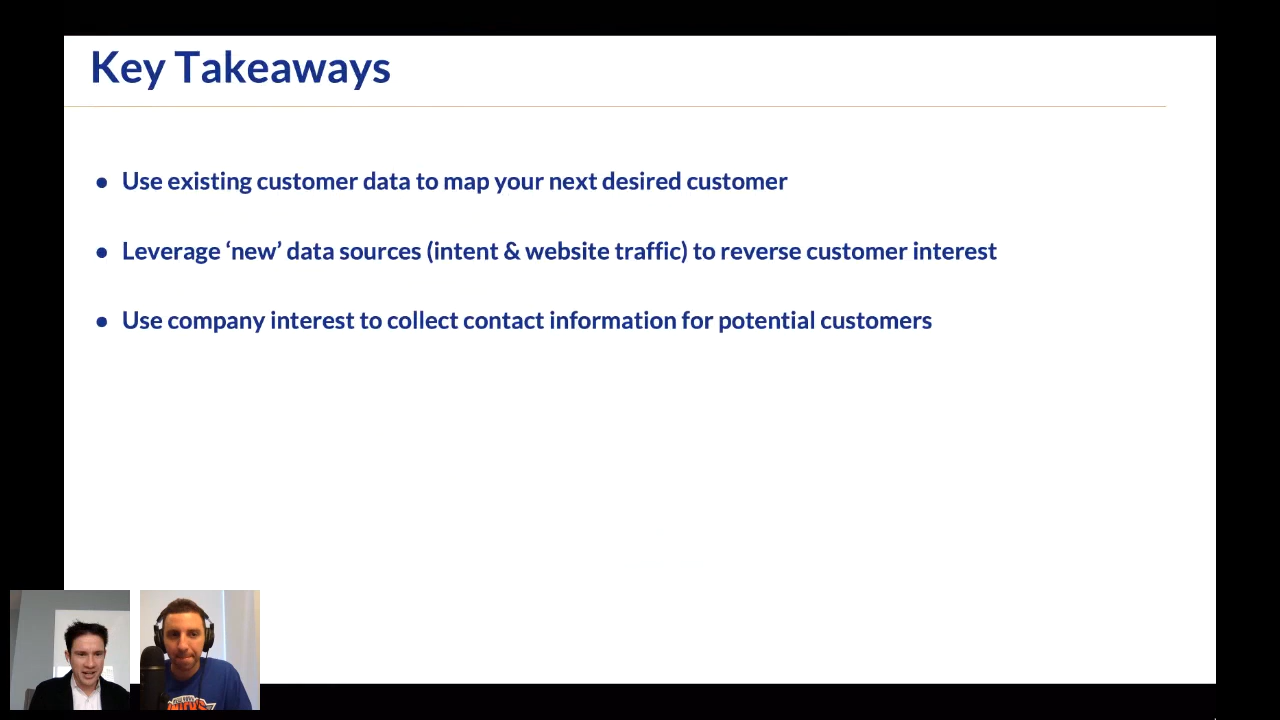 Key Takeaways
● Use existing customer data to map your next desired customer
● Leverage ‘new’ data sources (intent & website traffic) to reverse customer interest
● Use company interest to collect contact information for potential customers